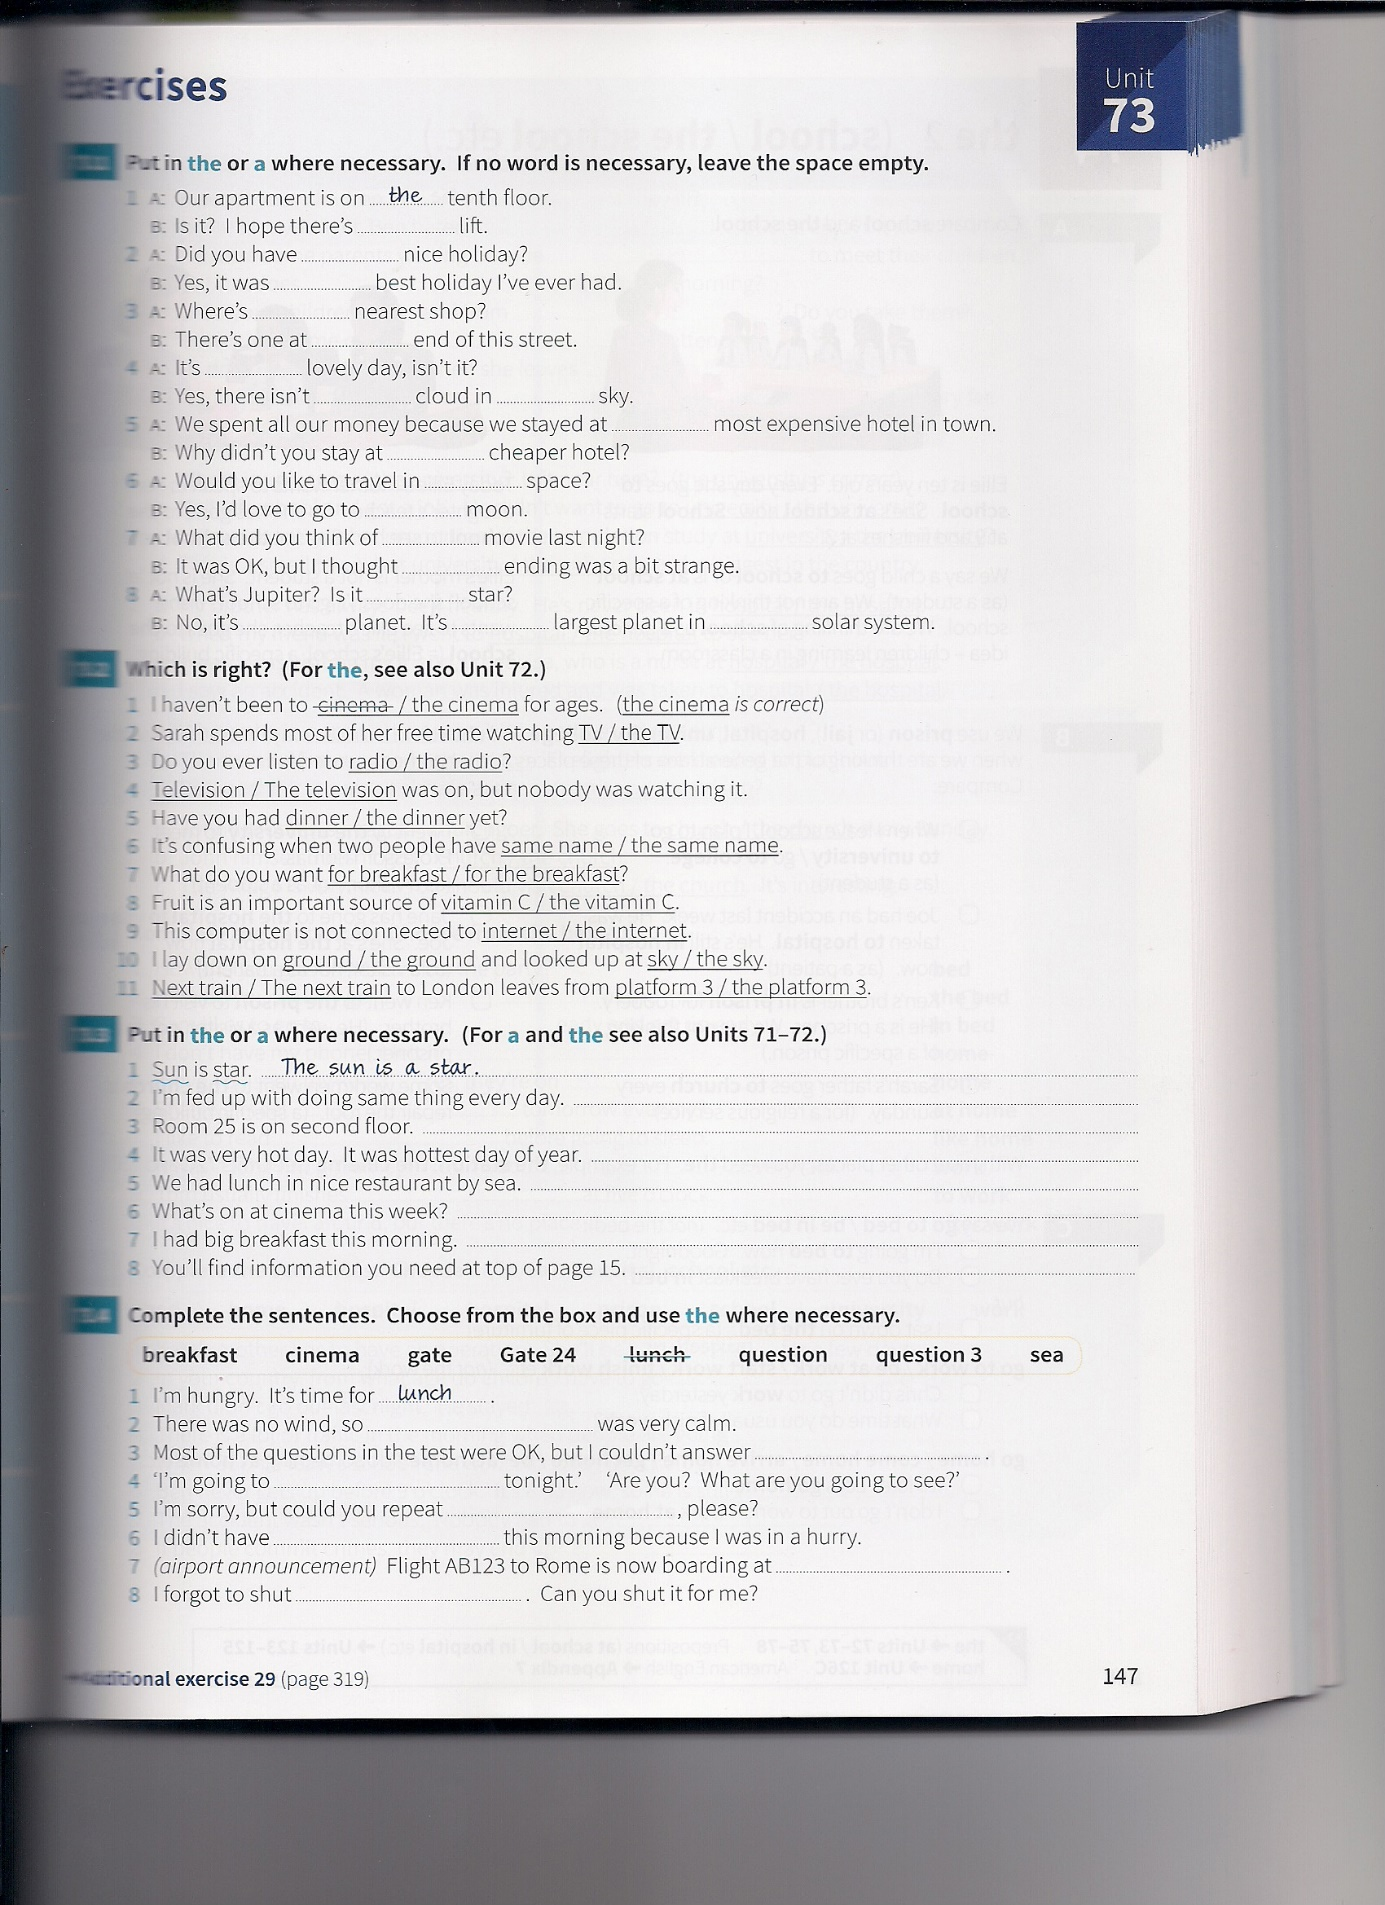 Exercises
Unit
73
Put in the or a where necessary. If no word is necessary, leave the space empty.
1 A: Our apartment is on the tenth floor.
B: Is it? I hope there's ............ lift.
2 A: Did you have ............ nice holiday?
B: Yes, it was ............ best holiday I've ever had.
3 A: Where's ............ nearest shop?
B: There's one at ............ end of this street.
4 A: It's ............ lovely day, isn't it?
B: Yes, there isn't ............ cloud in ............ sky.
5 A: We spent all our money because we stayed at ............ most expensive hotel in town.
B: Why didn't you stay at ............ cheaper hotel?
6 A: Would you like to travel in ............ space?
B: Yes, I'd love to go to ............ moon.
7 A: What did you think of ............ movie last night?
B: It was OK, but I thought ............ ending was a bit strange.
8 A: What's Jupiter? Is it ............ star?
B: No, it's ............ planet. It's ............ largest planet in ............ solar system.
Which is right? (For the, see also Unit 72.)
1 I haven't been to cinema / the cinema for ages. (the cinema is correct)
2 Sarah spends most of her free time watching TV / the TV.
3 Do you ever listen to radio / the radio?
4 Television / The television was on, but nobody was watching it.
5 Have you had dinner / the dinner yet?
6 It's confusing when two people have same name / the same name.
7 What do you want for breakfast / for the breakfast?
8 Fruit is an important source of vitamin C / the vitamin C.
9 This computer is not connected to internet / the internet.
10 I lay down on ground / the ground and looked up at sky / the sky.
11 Next train / The next train to London leaves from platform 3 / the platform 3.
Put in the or a where necessary. (For a and the see also Units 71–72.)
1 Sun is star. The sun is a star.
2 I'm fed up with doing same thing every day.
3 Room 25 is on second floor.
4 It was very hot day. It was hottest day of year.
5 We had lunch in nice restaurant by sea.
6 What's on at cinema this week?
7 I had big breakfast this morning.
8 You'll find information you need at top of page 15.
Complete the sentences. Choose from the box and use the where necessary.
breakfast cinema gate Gate 24 lunch question question 3 sea
1 I'm hungry. It's time for lunch .
2 There was no wind, so ............ was very calm.
3 Most of the questions in the test were OK, but I couldn't answer ............ .
4 'I'm going to ............ tonight.' 'Are you? What are you going to see?'
5 I'm sorry, but could you repeat ............ , please?
6 I didn't have ............ this morning because I was in a hurry.
7 (airport announcement) Flight AB123 to Rome is now boarding at ............ .
8 I forgot to shut ............ . Can you shut it for me?
Additional exercise 29 (page 319)
147